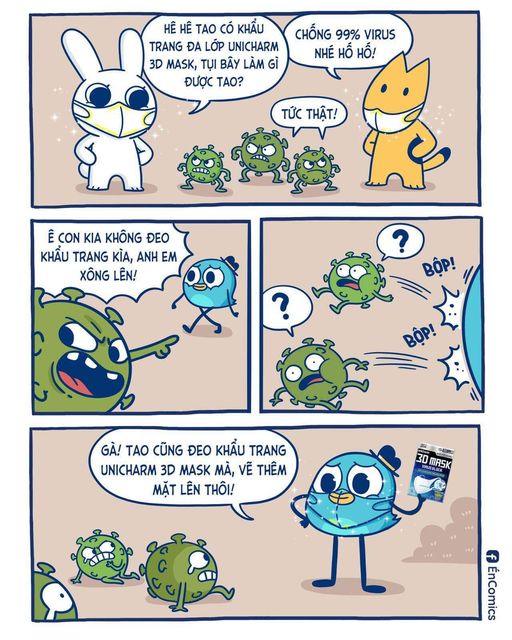 HÊ HÊ TAO CÓ KHẨU
TRANG ĐA LỚP UNICHARM
3D MASK, TỤI BÂY LÀM GÌ
ĐƯỢC TAO?
CHỐNG 99% VIRUS
NHÉ HỐ HỐ!
TỨC THẬT!
Ê CON KIA KHÔNG ĐEO
KHẨU TRANG KÌA, ANH EM
XÔNG LÊN!
?
BỘP!
?
BỘP!
GÀ! TAO CŨNG ĐEO KHẨU TRANG
UNICHARM 3D MASK MÀ, VẼ THÊM
MẶT LÊN THÔI!
3D MASK
VIRUS BLOCK
ÉnComics